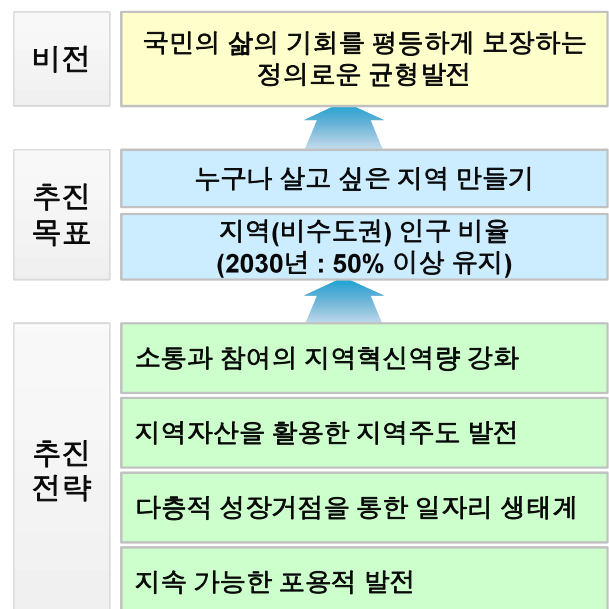 비전
국민의 삶의 기회를 평등하게 보장하는
정의로운 균형발전
추진
목표
누구나 살고 싶은 지역 만들기
지역(비수도권) 인구 비율
(2030년 : 50% 이상 유지)
추진
전략
소통과 참여의 지역혁신역량 강화
지역자산을 활용한 지역주도 발전
다층적 성장거점을 통한 일자리 생태계
지속 가능한 포용적 발전